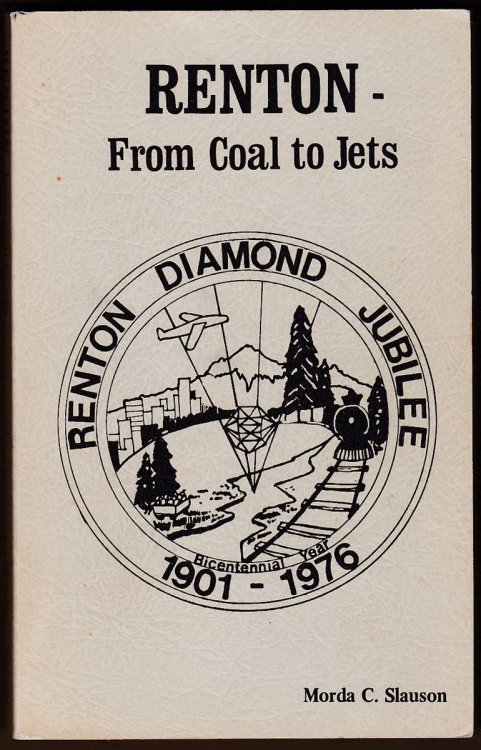 RENTON -
From Coal to Jets
RENTON DIAMOND JUBILEE
Bicentennial Year
1901 - 1976
Morda C. Slauson